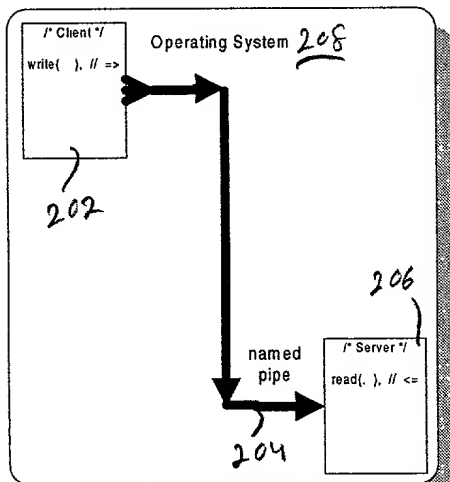 /* Client */
Operating System 208
write( ), // =>
202
206
/* Server */
named
pipe
read(. ), // <=
204